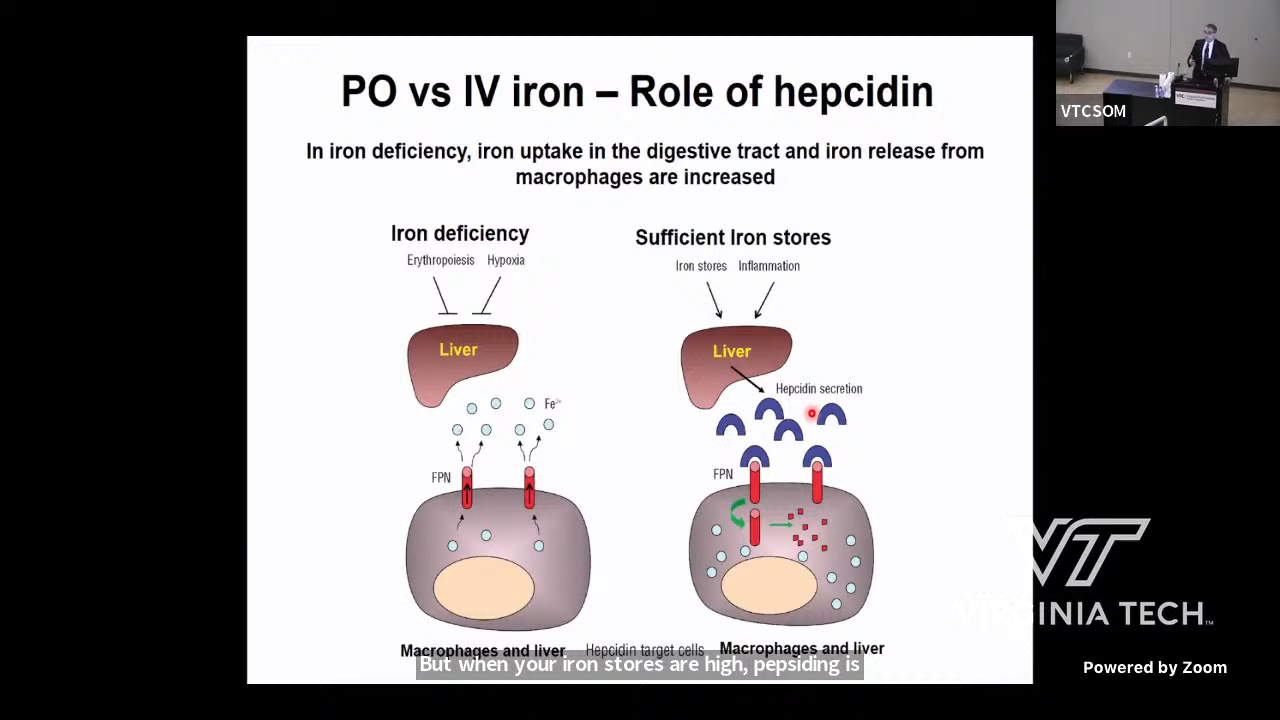 PO vs IV iron – Role of hepcidin
In iron deficiency, iron uptake in the digestive tract and iron release from
macrophages are increased
Iron deficiency
Erythropoiesis Hypoxia
Liver
Fe²⁺
FPN
Macrophages and liver
Sufficient Iron stores
Iron stores Inflammation
Liver
Hepcidin secretion
FPN
Macrophages and liver
Hepcidin target cells
But when your iron stores are high, pepsiding is
VTCSOM
VT
VIRGINIA TECH™
Powered by Zoom